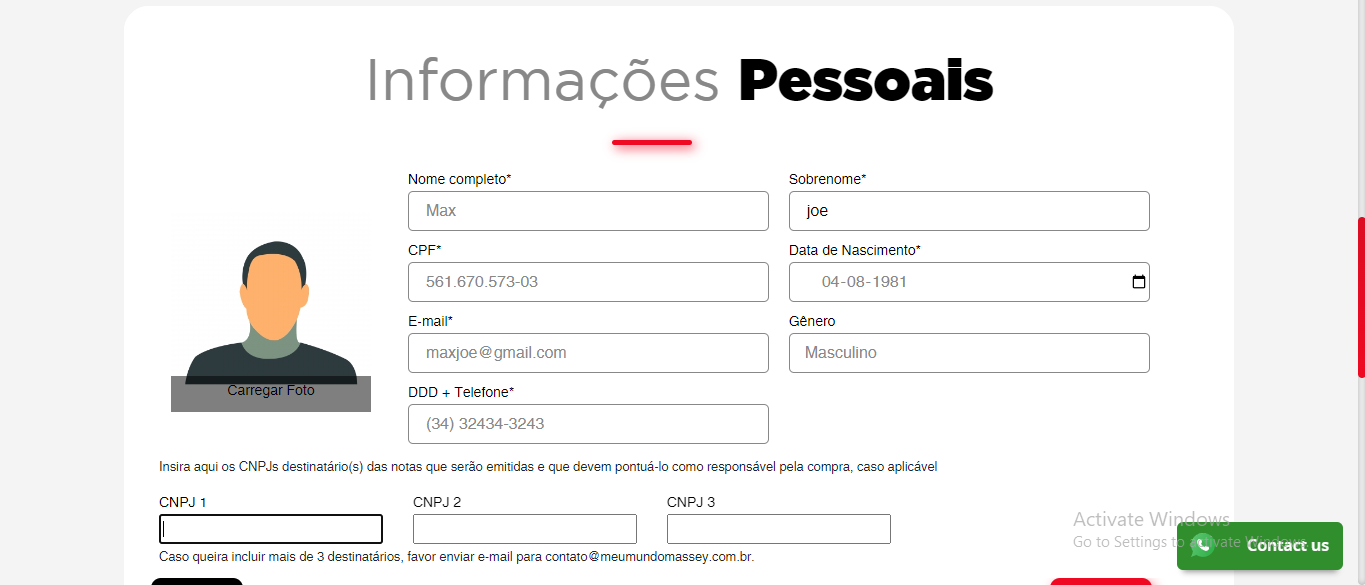 Informações Pessoais
Nome completo*
Sobrenome*
Max
joe
CPF*
Data de Nascimento*
561.670.573-03
04-08-1981
E-mail*
Gênero
maxjoe@gmail.com
Masculino
Carregar Foto
DDD + Telefone*
(34) 32434-3243
Insira aqui os CNPJs destinatário(s) das notas que serão emitidas e que devem pontuá-lo como responsável pela compra, caso aplicável
CNPJ 1
CNPJ 2
CNPJ 3
Caso queira incluir mais de 3 destinatários, favor enviar e-mail para contato@meumundomassey.com.br.
Activate Windows
Go to Settings to activate Windows.
Contact us